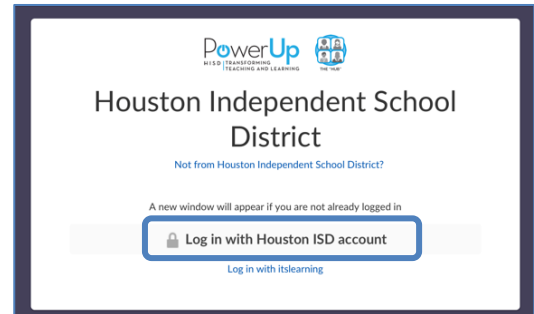 PowerUp
HISD | TRANSFORMING
TEACHING AND LEARNING
THE "HUB"
Houston Independent School
District
Not from Houston Independent School District?
A new window will appear if you are not already logged in
Log in with Houston ISD account
Log in with itslearning